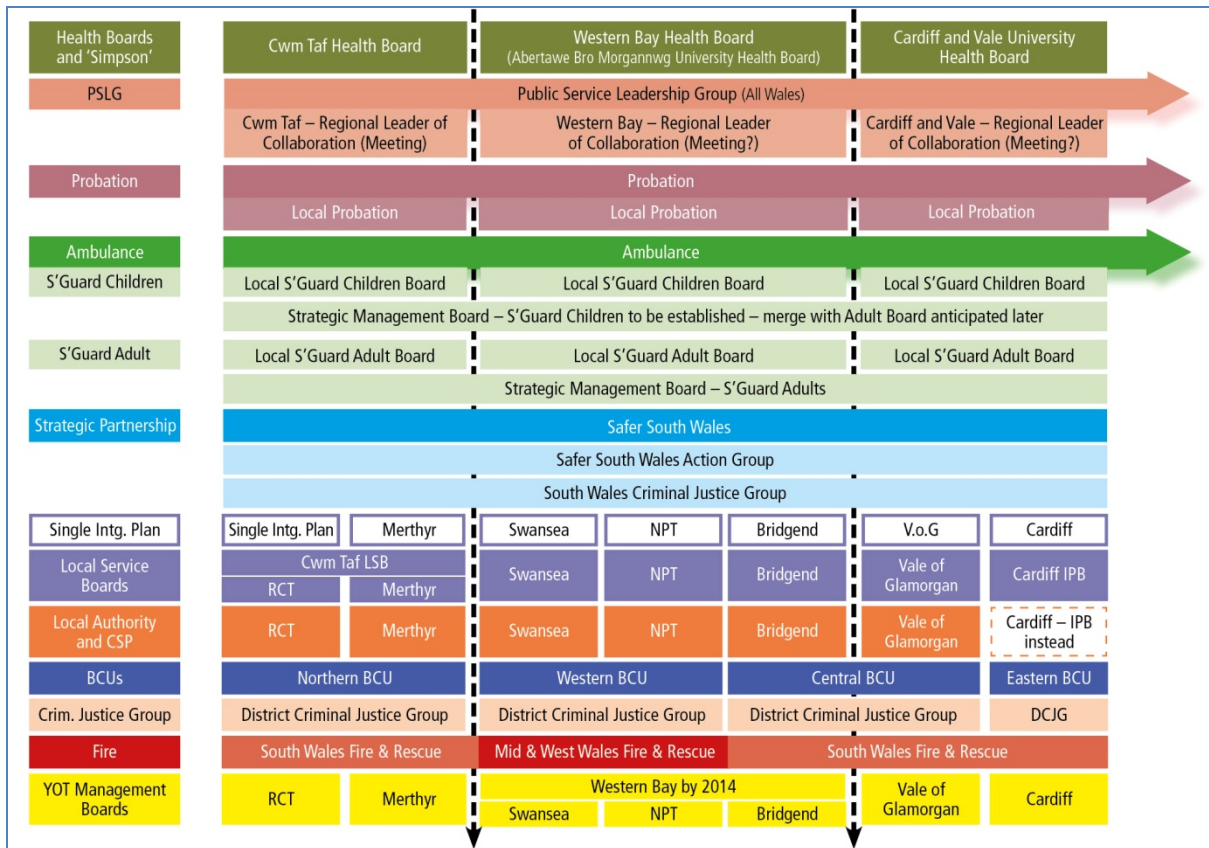 Health Boards
and ‘Simpson’
Cwm Taf Health Board
Western Bay Health Board
(Abertawe Bro Morgannwg University Health Board)
Cardiff and Vale University
Health Board
PSLG
Public Service Leadership Group (All Wales)
Cwm Taf – Regional Leader of
Collaboration (Meeting)
Western Bay – Regional Leader
of Collaboration (Meeting?)
Cardiff and Vale – Regional Leader
of Collaboration (Meeting?)
Probation
Probation
Local Probation
Local Probation
Local Probation
Ambulance
Ambulance
S’Guard Children
Local S’Guard Children Board
Local S’Guard Children Board
Local S’Guard Children Board
Strategic Management Board – S’Guard Children to be established – merge with Adult Board anticipated later
S’Guard Adult
Local S’Guard Adult Board
Local S’Guard Adult Board
Local S’Guard Adult Board
Strategic Management Board – S’Guard Adults
Strategic Partnership
Safer South Wales
Safer South Wales Action Group
South Wales Criminal Justice Group
Single Intg. Plan
Single Intg. Plan
Merthyr
Swansea
NPT
Bridgend
V.o.G
Cardiff
Local Service
Boards
Cwm Taf LSB
RCT
Merthyr
Swansea
NPT
Bridgend
Vale of
Glamorgan
Cardiff IPB
Local Authority
and CSP
RCT
Merthyr
Swansea
NPT
Bridgend
Vale of
Glamorgan
Cardiff – IPB
instead
BCUs
Northern BCU
Western BCU
Central BCU
Eastern BCU
Crim. Justice Group
District Criminal Justice Group
District Criminal Justice Group
District Criminal Justice Group
DCJG
Fire
South Wales Fire & Rescue
Mid & West Wales Fire & Rescue
South Wales Fire & Rescue
YOT Management
Boards
RCT
Merthyr
Western Bay by 2014
Swansea
NPT
Bridgend
Vale of
Glamorgan
Cardiff